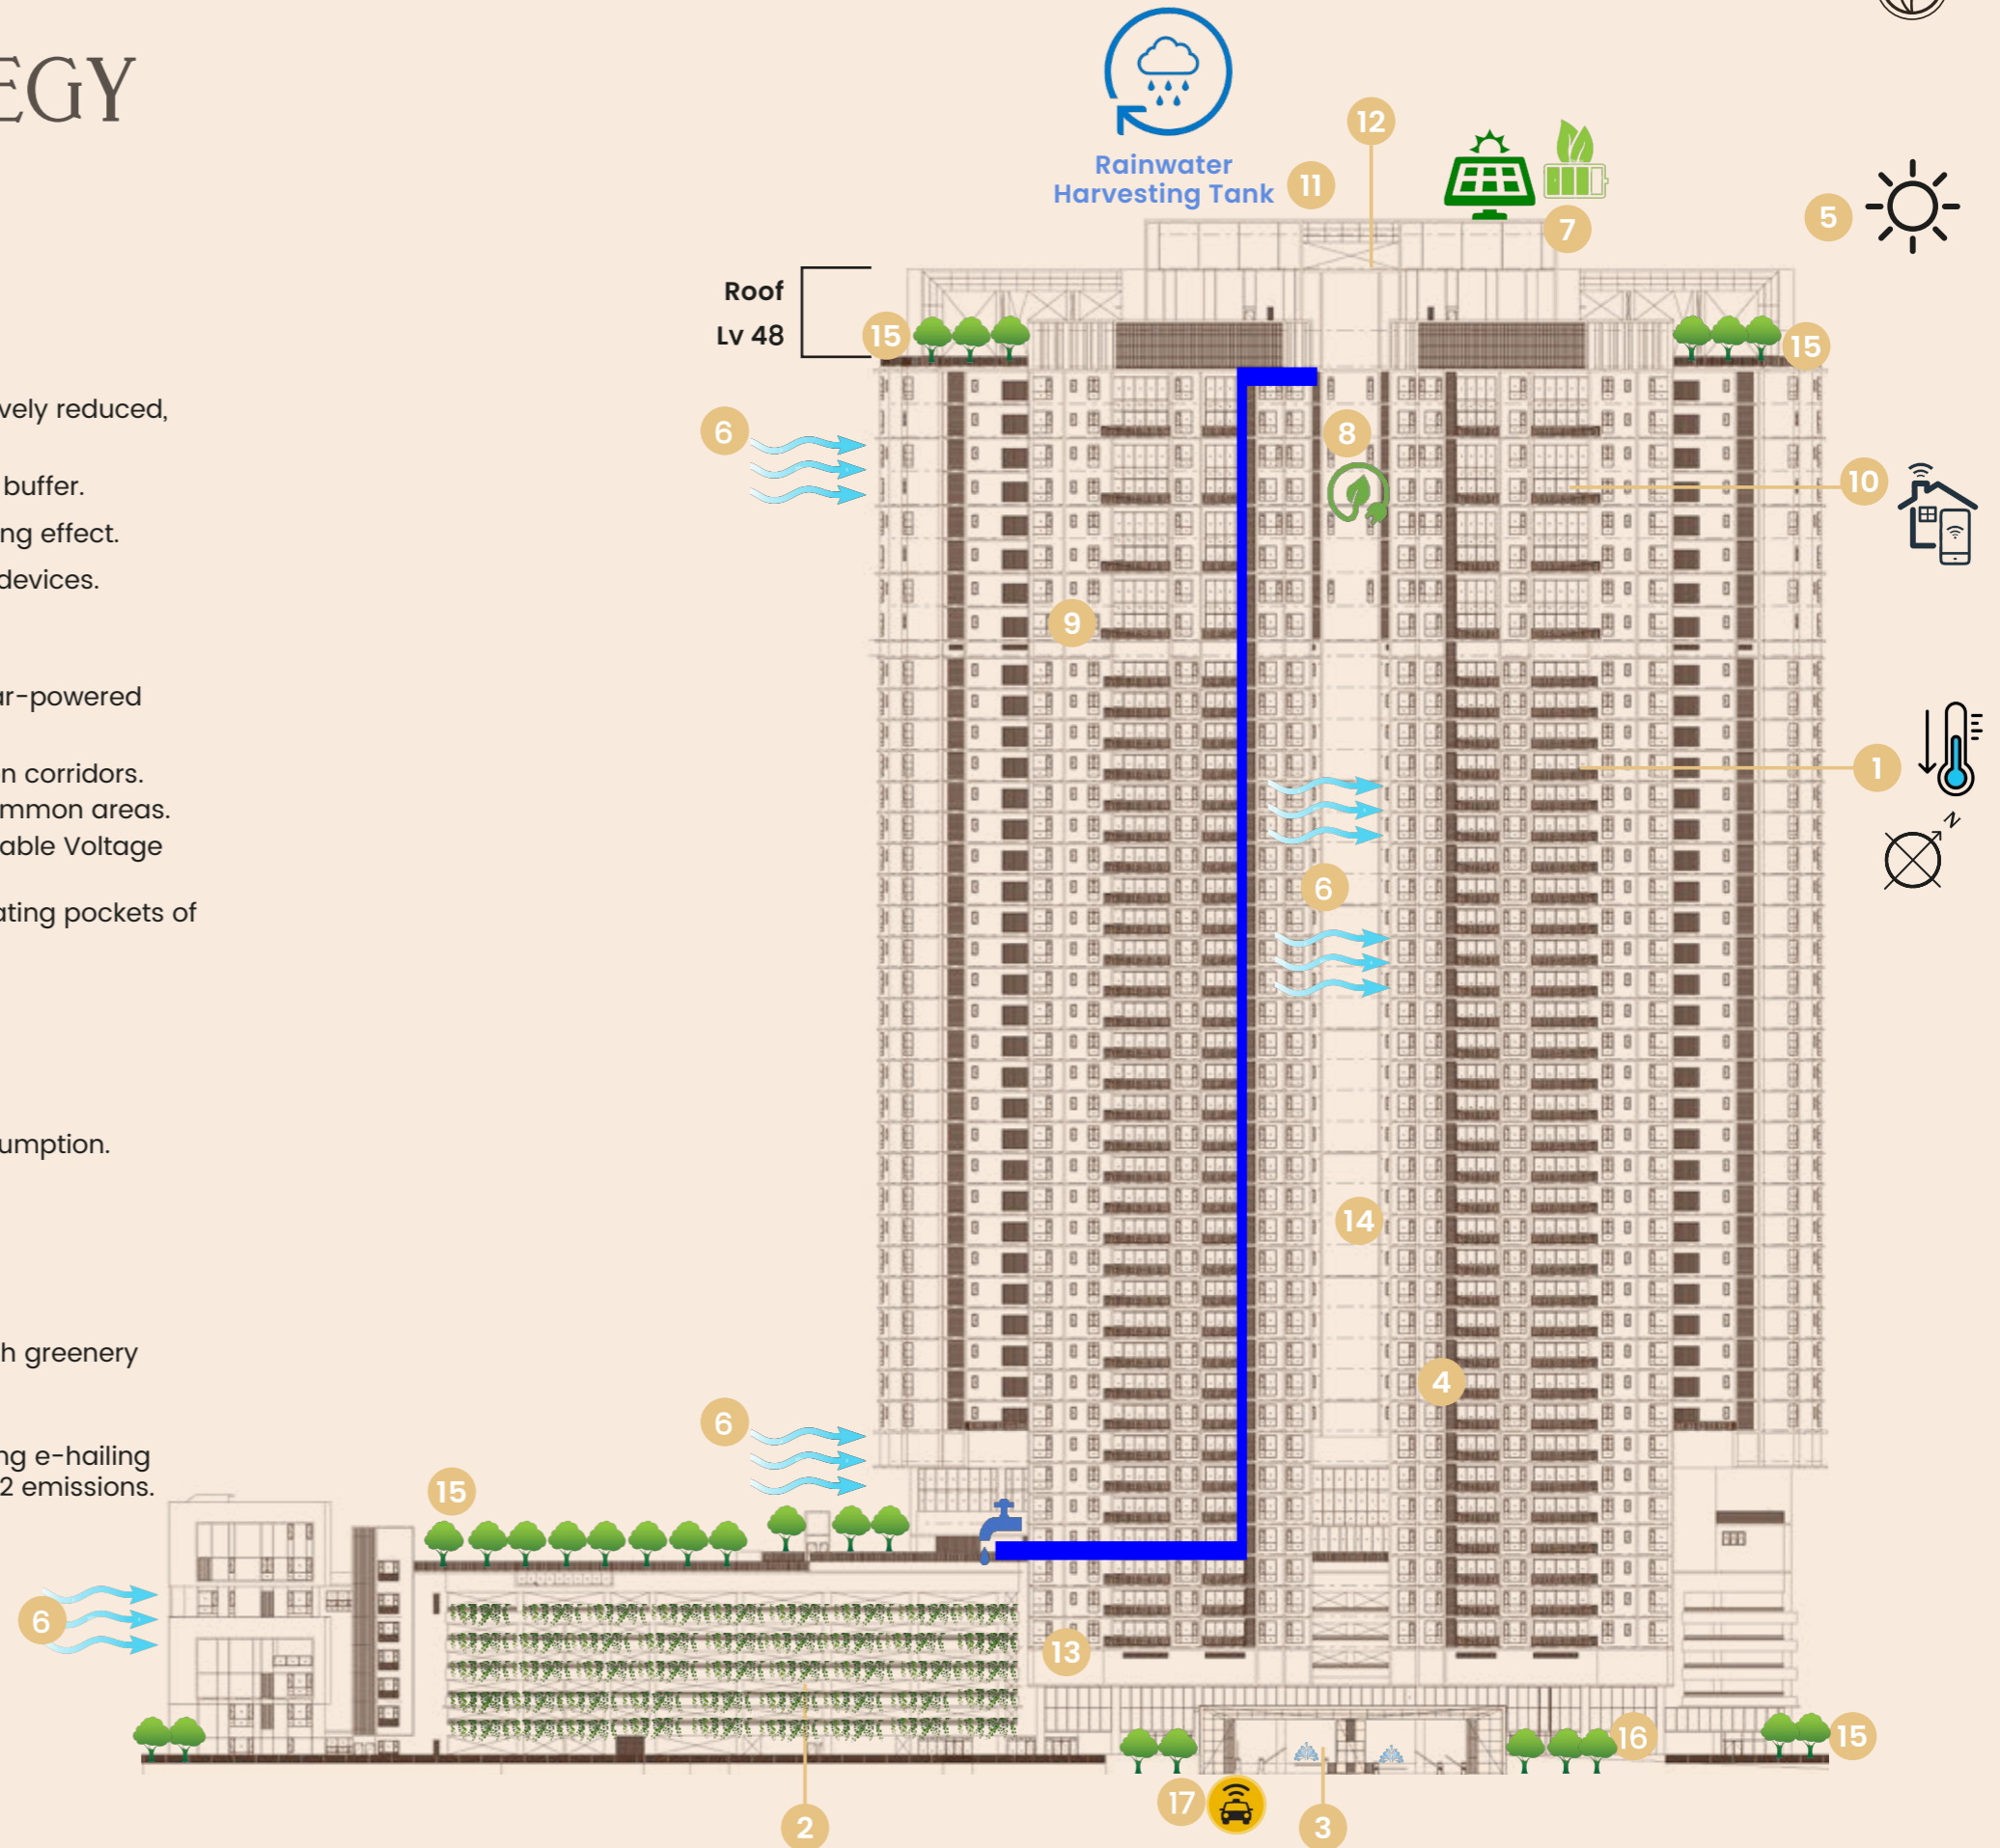 EGY
vely reduced,
buffer.
ng effect.
devices.
ar-powered
n corridors.
mmon areas.
able Voltage
ating pockets of
umption.
h greenery
ng e-hailing
2 emissions.
Rainwater
Harvesting Tank
11
12
7
5
Roof
Lv 48
15
15
6
8
10
9
1
N
6
14
4
6
15
6
13
16
15
17
2
3